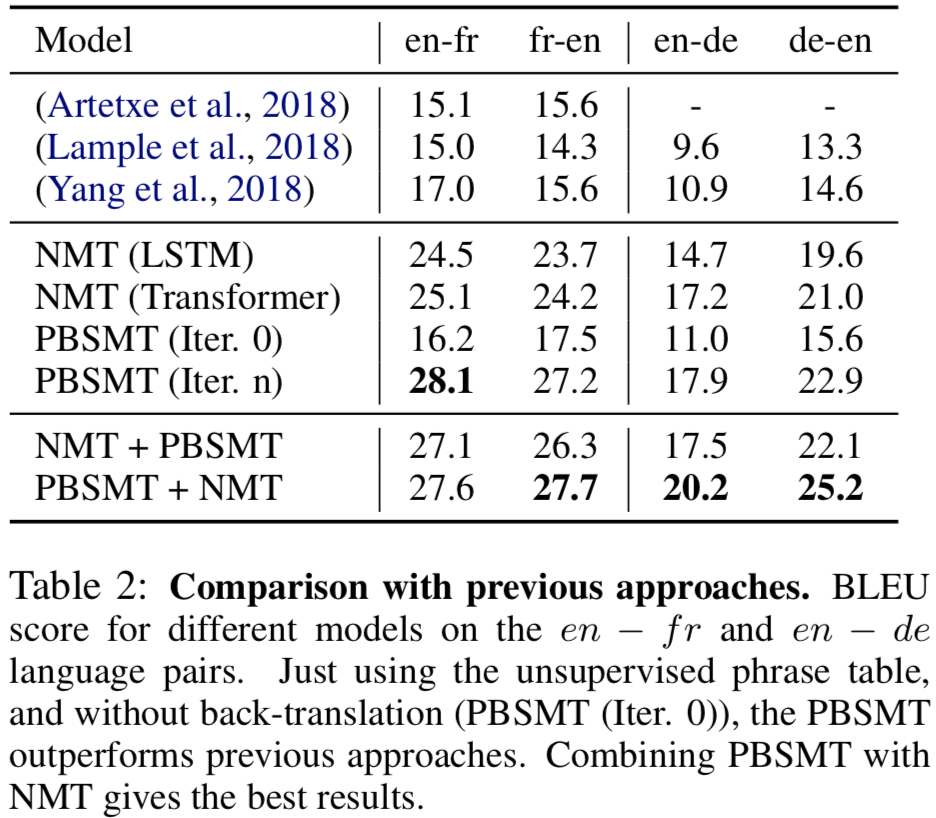 Model en-fr fr-en en-de de-en
(Artetxe et al., 2018) 15.1 15.6 - -
(Lample et al., 2018) 15.0 14.3 9.6 13.3
(Yang et al., 2018) 17.0 15.6 10.9 14.6
NMT (LSTM) 24.5 23.7 14.7 19.6
NMT (Transformer) 25.1 24.2 17.2 21.0
PBSMT (Iter. 0) 16.2 17.5 11.0 15.6
PBSMT (Iter. n) 28.1 27.2 17.9 22.9
NMT + PBSMT 27.1 26.3 17.5 22.1
PBSMT + NMT 27.6 27.7 20.2 25.2
Table 2: Comparison with previous approaches. BLEU
score for different models on the en − fr and en − de
language pairs. Just using the unsupervised phrase table,
and without back-translation (PBSMT (Iter. 0)), the PBSMT
outperforms previous approaches. Combining PBSMT with
NMT gives the best results.